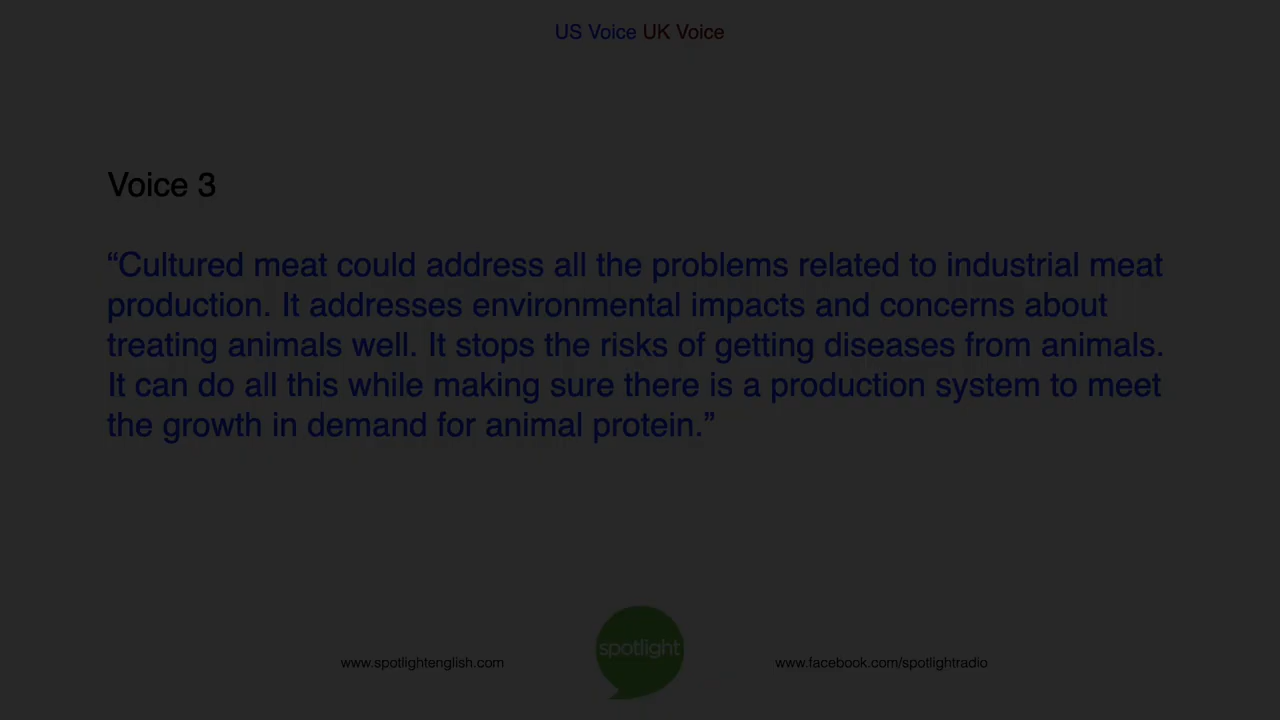 US Voice UK Voice
Voice 3
“Cultured meat could address all the problems related to industrial meat
production. It addresses environmental impacts and concerns about
treating animals well. It stops the risks of getting diseases from animals.
It can do all this while making sure there is a production system to meet
the growth in demand for animal protein.”
spotlight
www.spotlightenglish.com
www.facebook.com/spotlightradio